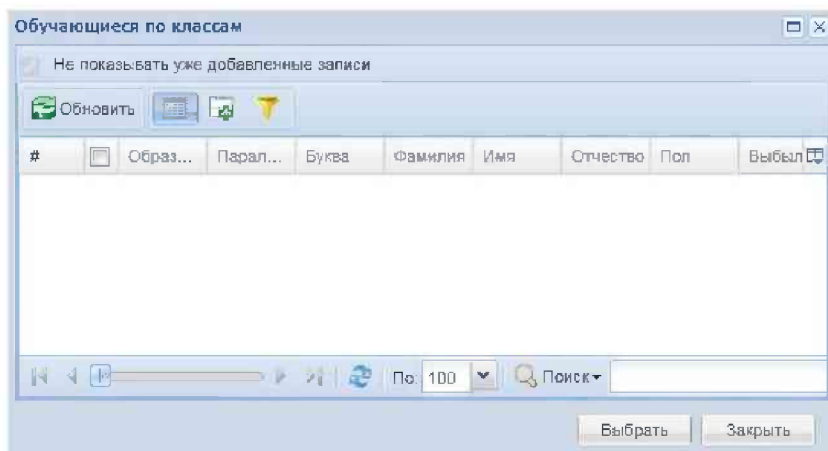 Обучающиеся по классам
Не показывать уже добавленные записи
Обновить
# Образ... Парал... Буква Фамилия Имя Отчество Пол Выбыл
По: 100 Поиск
Выбрать Закрыть